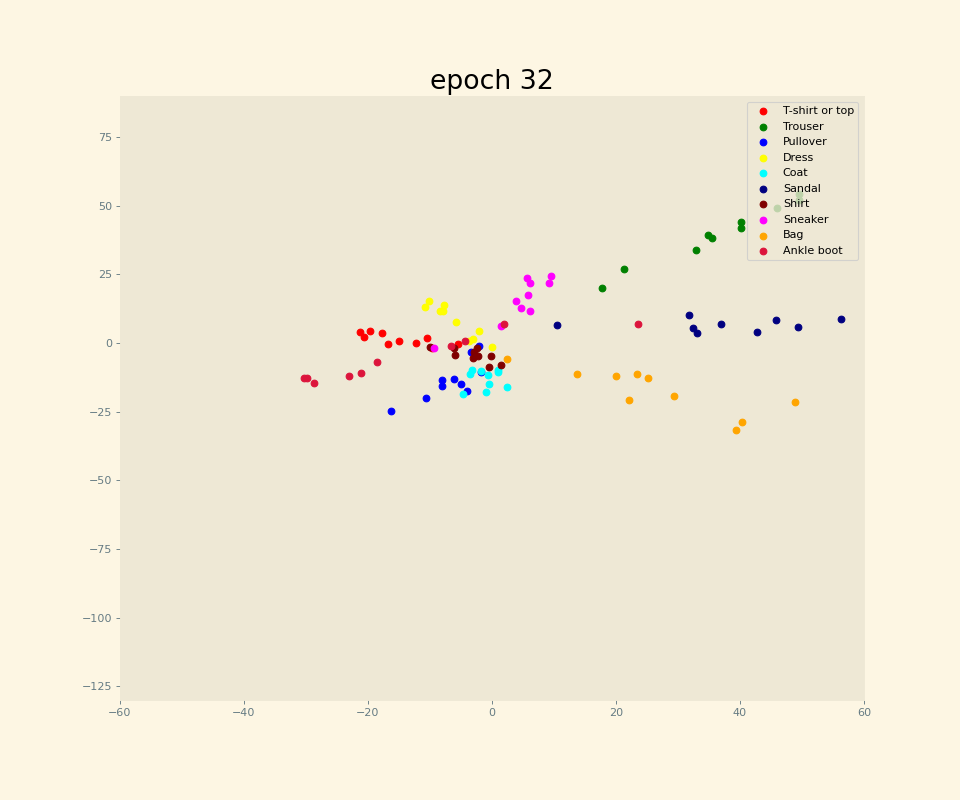 epoch 32
75
50
25
0
−25
−50
−75
−100
−125
−60 −40 −20 0 20 40 60
T-shirt or top
Trouser
Pullover
Dress
Coat
Sandal
Shirt
Sneaker
Bag
Ankle boot